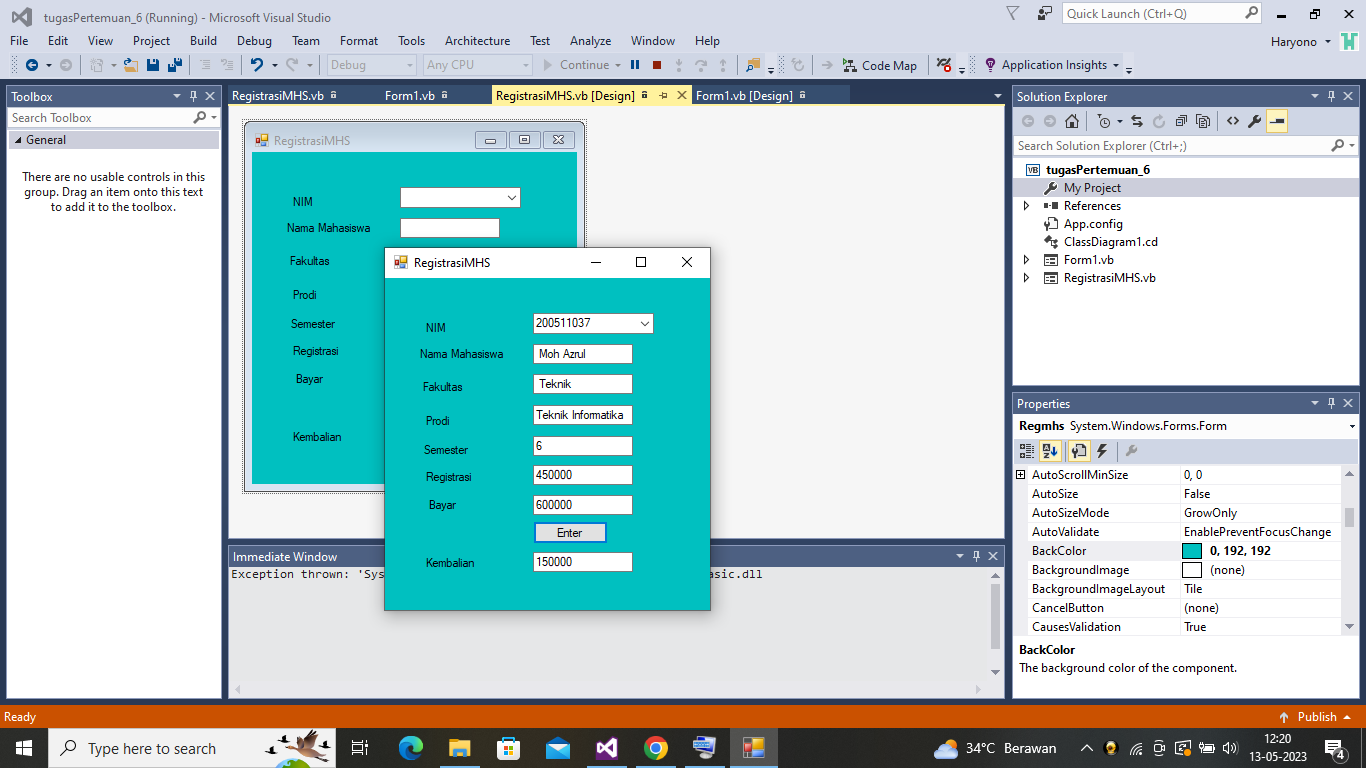 tugasPertemuan_6 (Running) - Microsoft Visual Studio
Quick Launch (Ctrl+Q)
File Edit View Project Build Debug Team Format Tools Architecture Test Analyze Window Help
Haryono
Debug Any CPU Continue Code Map Application Insights
Toolbox
Search Toolbox
General
There are no usable controls in this
group. Drag an item onto this text
to add it to the toolbox.
RegistrasiMHS.vb Form1.vb RegistrasiMHS.vb [Design] Form1.vb [Design]
RegistrasiMHS
NIM
Nama Mahasiswa
Fakultas
Prodi
Semester
Registrasi
Bayar
Kembalian
RegistrasiMHS
NIM 200511037
Nama Mahasiswa Moh Azrul
Fakultas Teknik
Prodi Teknik Informatika
Semester 6
Registrasi 450000
Bayar 600000
Enter
Kembalian 150000
Immediate Window
Exception thrown: 'Sys asic.dll
Solution Explorer
Search Solution Explorer (Ctrl+;)
VB tugasPertemuan_6
My Project
References
App.config
ClassDiagram1.cd
Form1.vb
RegistrasiMHS.vb
Properties
Regmhs System.Windows.Forms.Form
AutoScrollMinSize 0, 0
AutoSize False
AutoSizeMode GrowOnly
AutoValidate EnablePreventFocusChange
BackColor 0, 192, 192
BackgroundImage (none)
BackgroundImageLayout Tile
CancelButton (none)
CausesValidation True
BackColor
The background color of the component.
Ready
Publish
Type here to search
34°C Berawan
12:20
13-05-2023
4